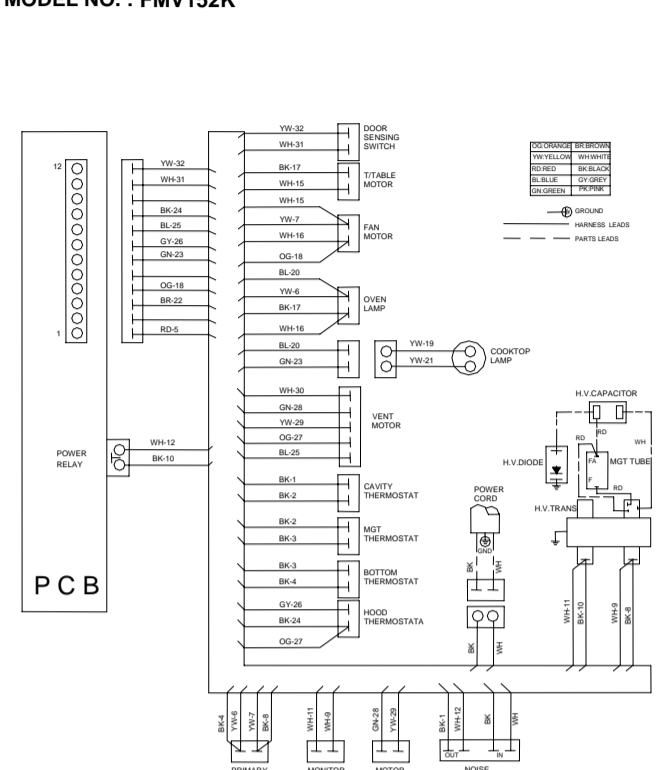 MODEL NO. : FMV152K
YW-32
DOOR
SENSING
SWITCH
WH-31
BK-17
T/TABLE
MOTOR
WH-15
WH-15
YW-7
FAN
MOTOR
WH-16
OG-18
BL-20
YW-6
OVEN
LAMP
BK-17
WH-16
BL-20
GN-23
YW-19
YW-21
COOKTOP
LAMP
WH-30
GN-28
YW-29
OG-27
BL-25
VENT
MOTOR
BK-1
BK-2
CAVITY
THERMOSTAT
BK-2
BK-3
MGT
THERMOSTAT
BK-3
BK-4
BOTTOM
THERMOSTAT
GY-26
BK-24
OG-27
HOOD
THERMOSTATA
12
1
YW-32
WH-31
BK-24
BL-25
GY-26
GN-23
OG-18
BR-22
RD-5
POWER
RELAY
WH-12
BK-10
PCB
OG:ORANGE BR:BROWN
YW:YELLOW WH:WHITE
RD:RED BK:BLACK
BL:BLUE GY:GREY
GN:GREEN PK:PINK
GROUND
HARNESS LEADS
PARTS LEADS
H.V.CAPACITOR
RD
RD
WH
H.V.DIODE
FA
MGT TUBE
F
RD
H.V.TRANS
POWER
CORD
GND
BK
WH
BK
WH
WH-11
BK-10
WH-9
BK-8
BK-4
YW-6
YW-7
BK-8
WH-11
WH-9
GN-28
YW-29
BK-1
WH-12
BK
WH
OUT
IN
PRIMARY
MONITOR
MOTOR
NOISE